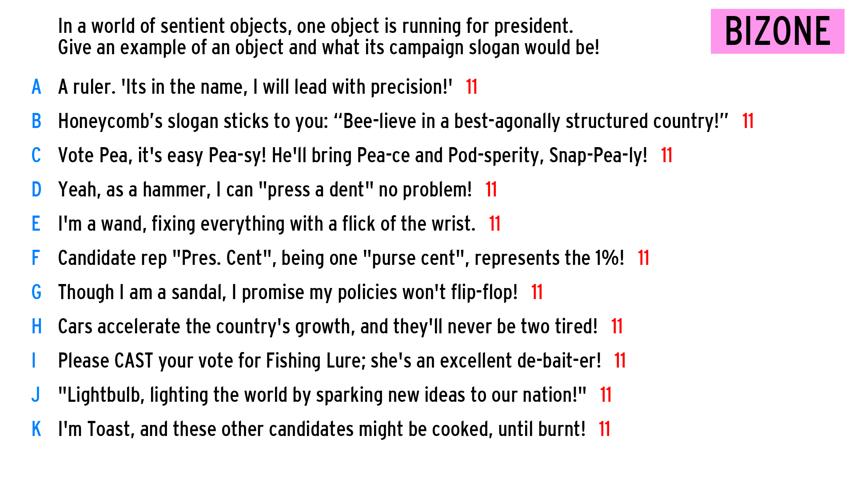 In a world of sentient objects, one object is running for president.
Give an example of an object and what its campaign slogan would be!
BIZONE
A A ruler. 'Its in the name, I will lead with precision!' 11
B Honeycomb's slogan sticks to you: “Bee-lieve in a best-agonally structured country!” 11
C Vote Pea, it's easy Pea-sy! He'll bring Pea-ce and Pod-sperity, Snap-Pea-ly! 11
D Yeah, as a hammer, I can "press a dent" no problem! 11
E I'm a wand, fixing everything with a flick of the wrist. 11
F Candidate rep "Pres. Cent", being one "purse cent", represents the 1%! 11
G Though I am a sandal, I promise my policies won't flip-flop! 11
H Cars accelerate the country's growth, and they'll never be two tired! 11
I Please CAST your vote for Fishing Lure; she's an excellent de-bait-er! 11
J "Lightbulb, lighting the world by sparking new ideas to our nation!" 11
K I'm Toast, and these other candidates might be cooked, until burnt! 11